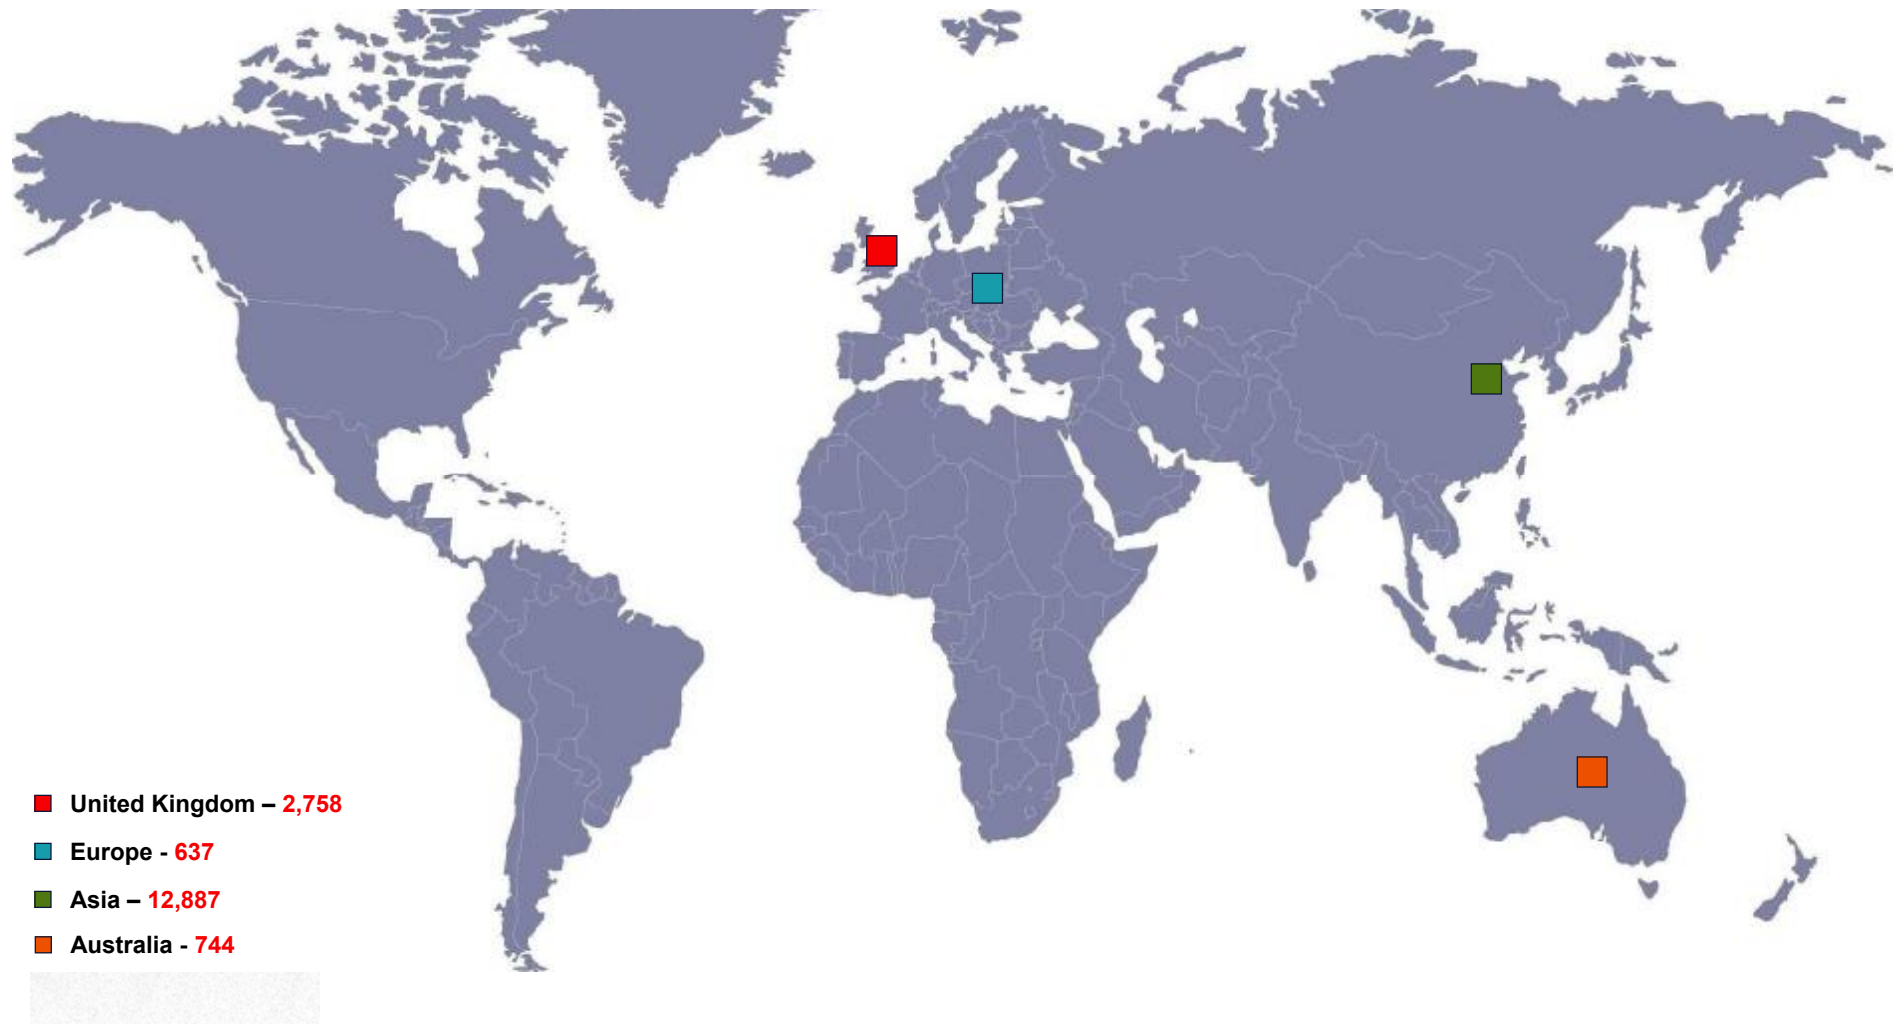 United Kingdom – 2,758
Europe - 637
Asia – 12,887
Australia - 744